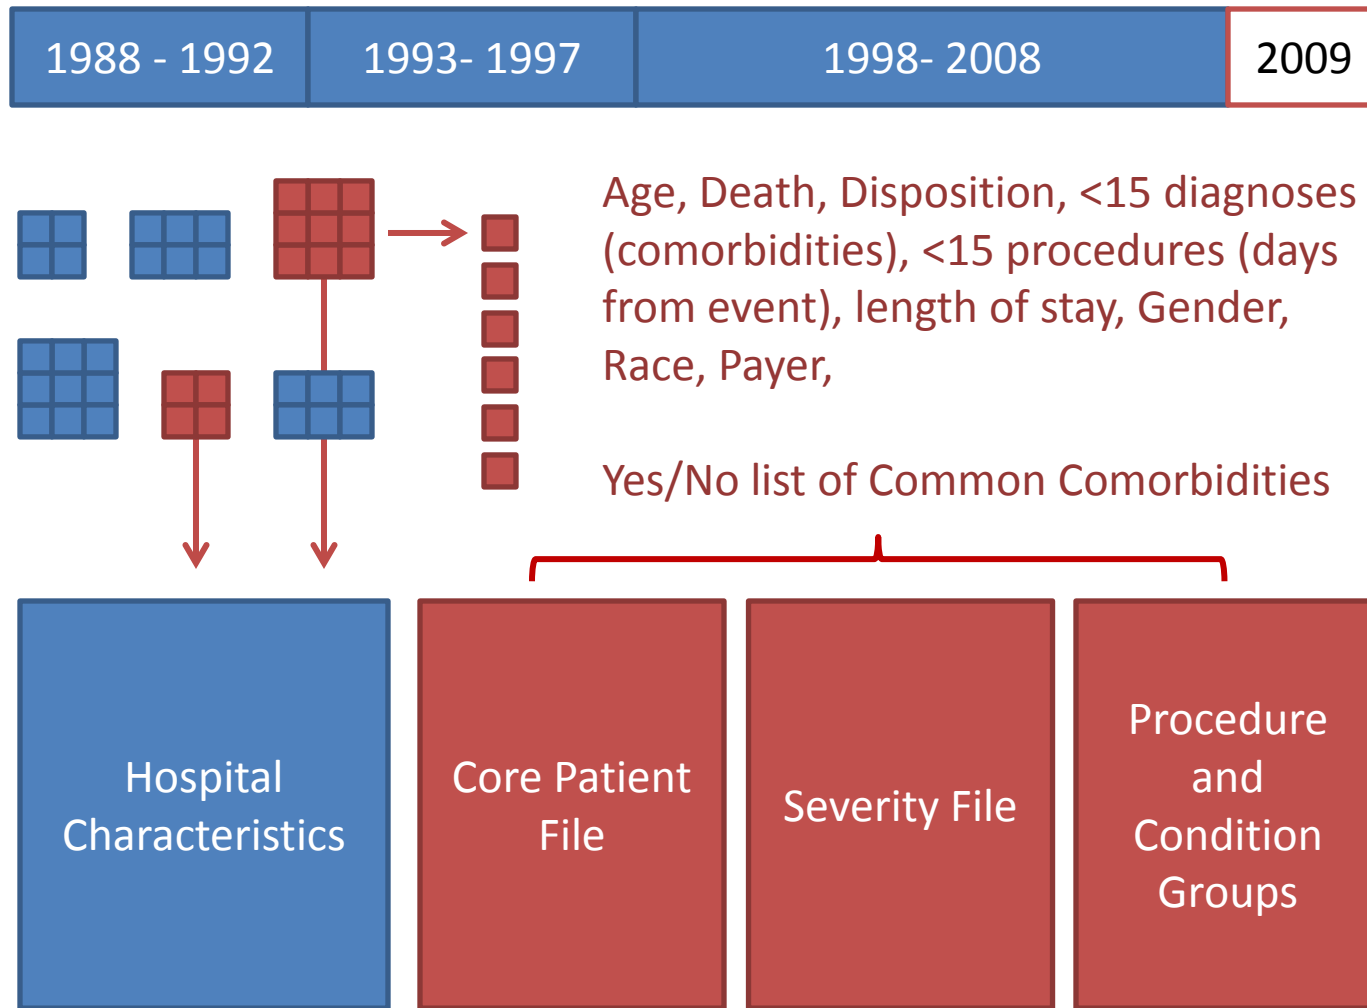 1988 - 1992
1993- 1997
1998- 2008
2009
Age, Death, Disposition, <15 diagnoses
(comorbidities), <15 procedures (days
from event), length of stay, Gender,
Race, Payer,
Yes/No list of Common Comorbidities
Hospital
Characteristics
Core Patient
File
Severity File
Procedure
and
Condition
Groups